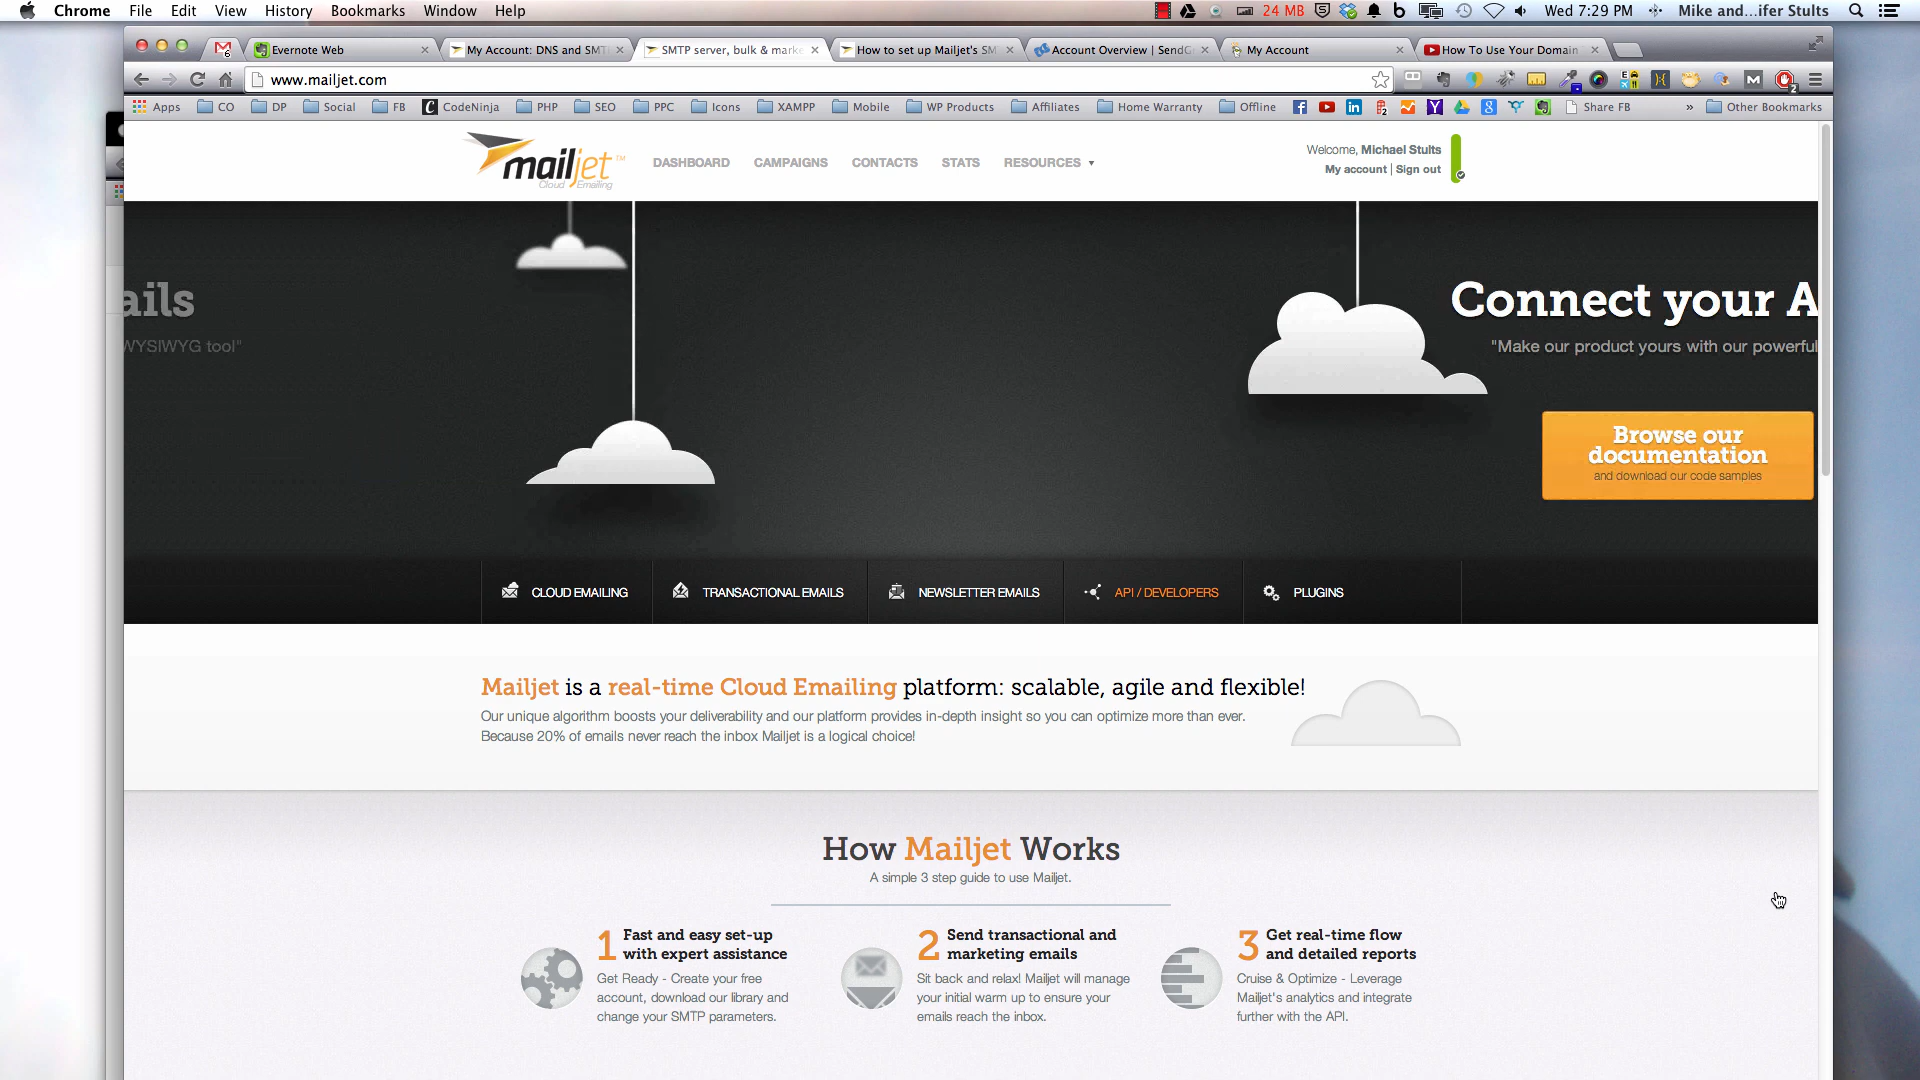 Chrome File Edit View History Bookmarks Window Help 24 MB Wed 7:29 PM Mike and...ifer Stults
Evernote Web My Account: DNS and SMT SMTP server, bulk & marke How to set up Mailjet's SM Account Overview | SendG My Account How To Use Your Domain
www.mailjet.com
Apps CO DP Social FB CodeNinja PHP SEO PPC Icons XAMPP Mobile WP Products Affiliates Home Warranty Offline Share FB » Other Bookmarks
mailjet™
Cloud Emailing
DASHBOARD CAMPAIGNS CONTACTS STATS RESOURCES
Welcome, Michael Stults
My account | Sign out
ails
WYSIWYG tool"
Connect your A
"Make our product yours with our powerful
Browse our
documentation
and download our code samples
CLOUD EMAILING TRANSACTIONAL EMAILS NEWSLETTER EMAILS API / DEVELOPERS PLUGINS
Mailjet is a real-time Cloud Emailing platform: scalable, agile and flexible!
Our unique algorithm boosts your deliverability and our platform provides in-depth insight so you can optimize more than ever.
Because 20% of emails never reach the inbox Mailjet is a logical choice!
How Mailjet Works
A simple 3 step guide to use Mailjet.
1 Fast and easy set-up
with expert assistance
Get Ready - Create your free
account, download our library and
change your SMTP parameters.
2 Send transactional and
marketing emails
Sit back and relax! Mailjet will manage
your initial warm up to ensure your
emails reach the inbox.
3 Get real-time flow
and detailed reports
Cruise & Optimize - Leverage
Mailjet's analytics and integrate
further with the API.